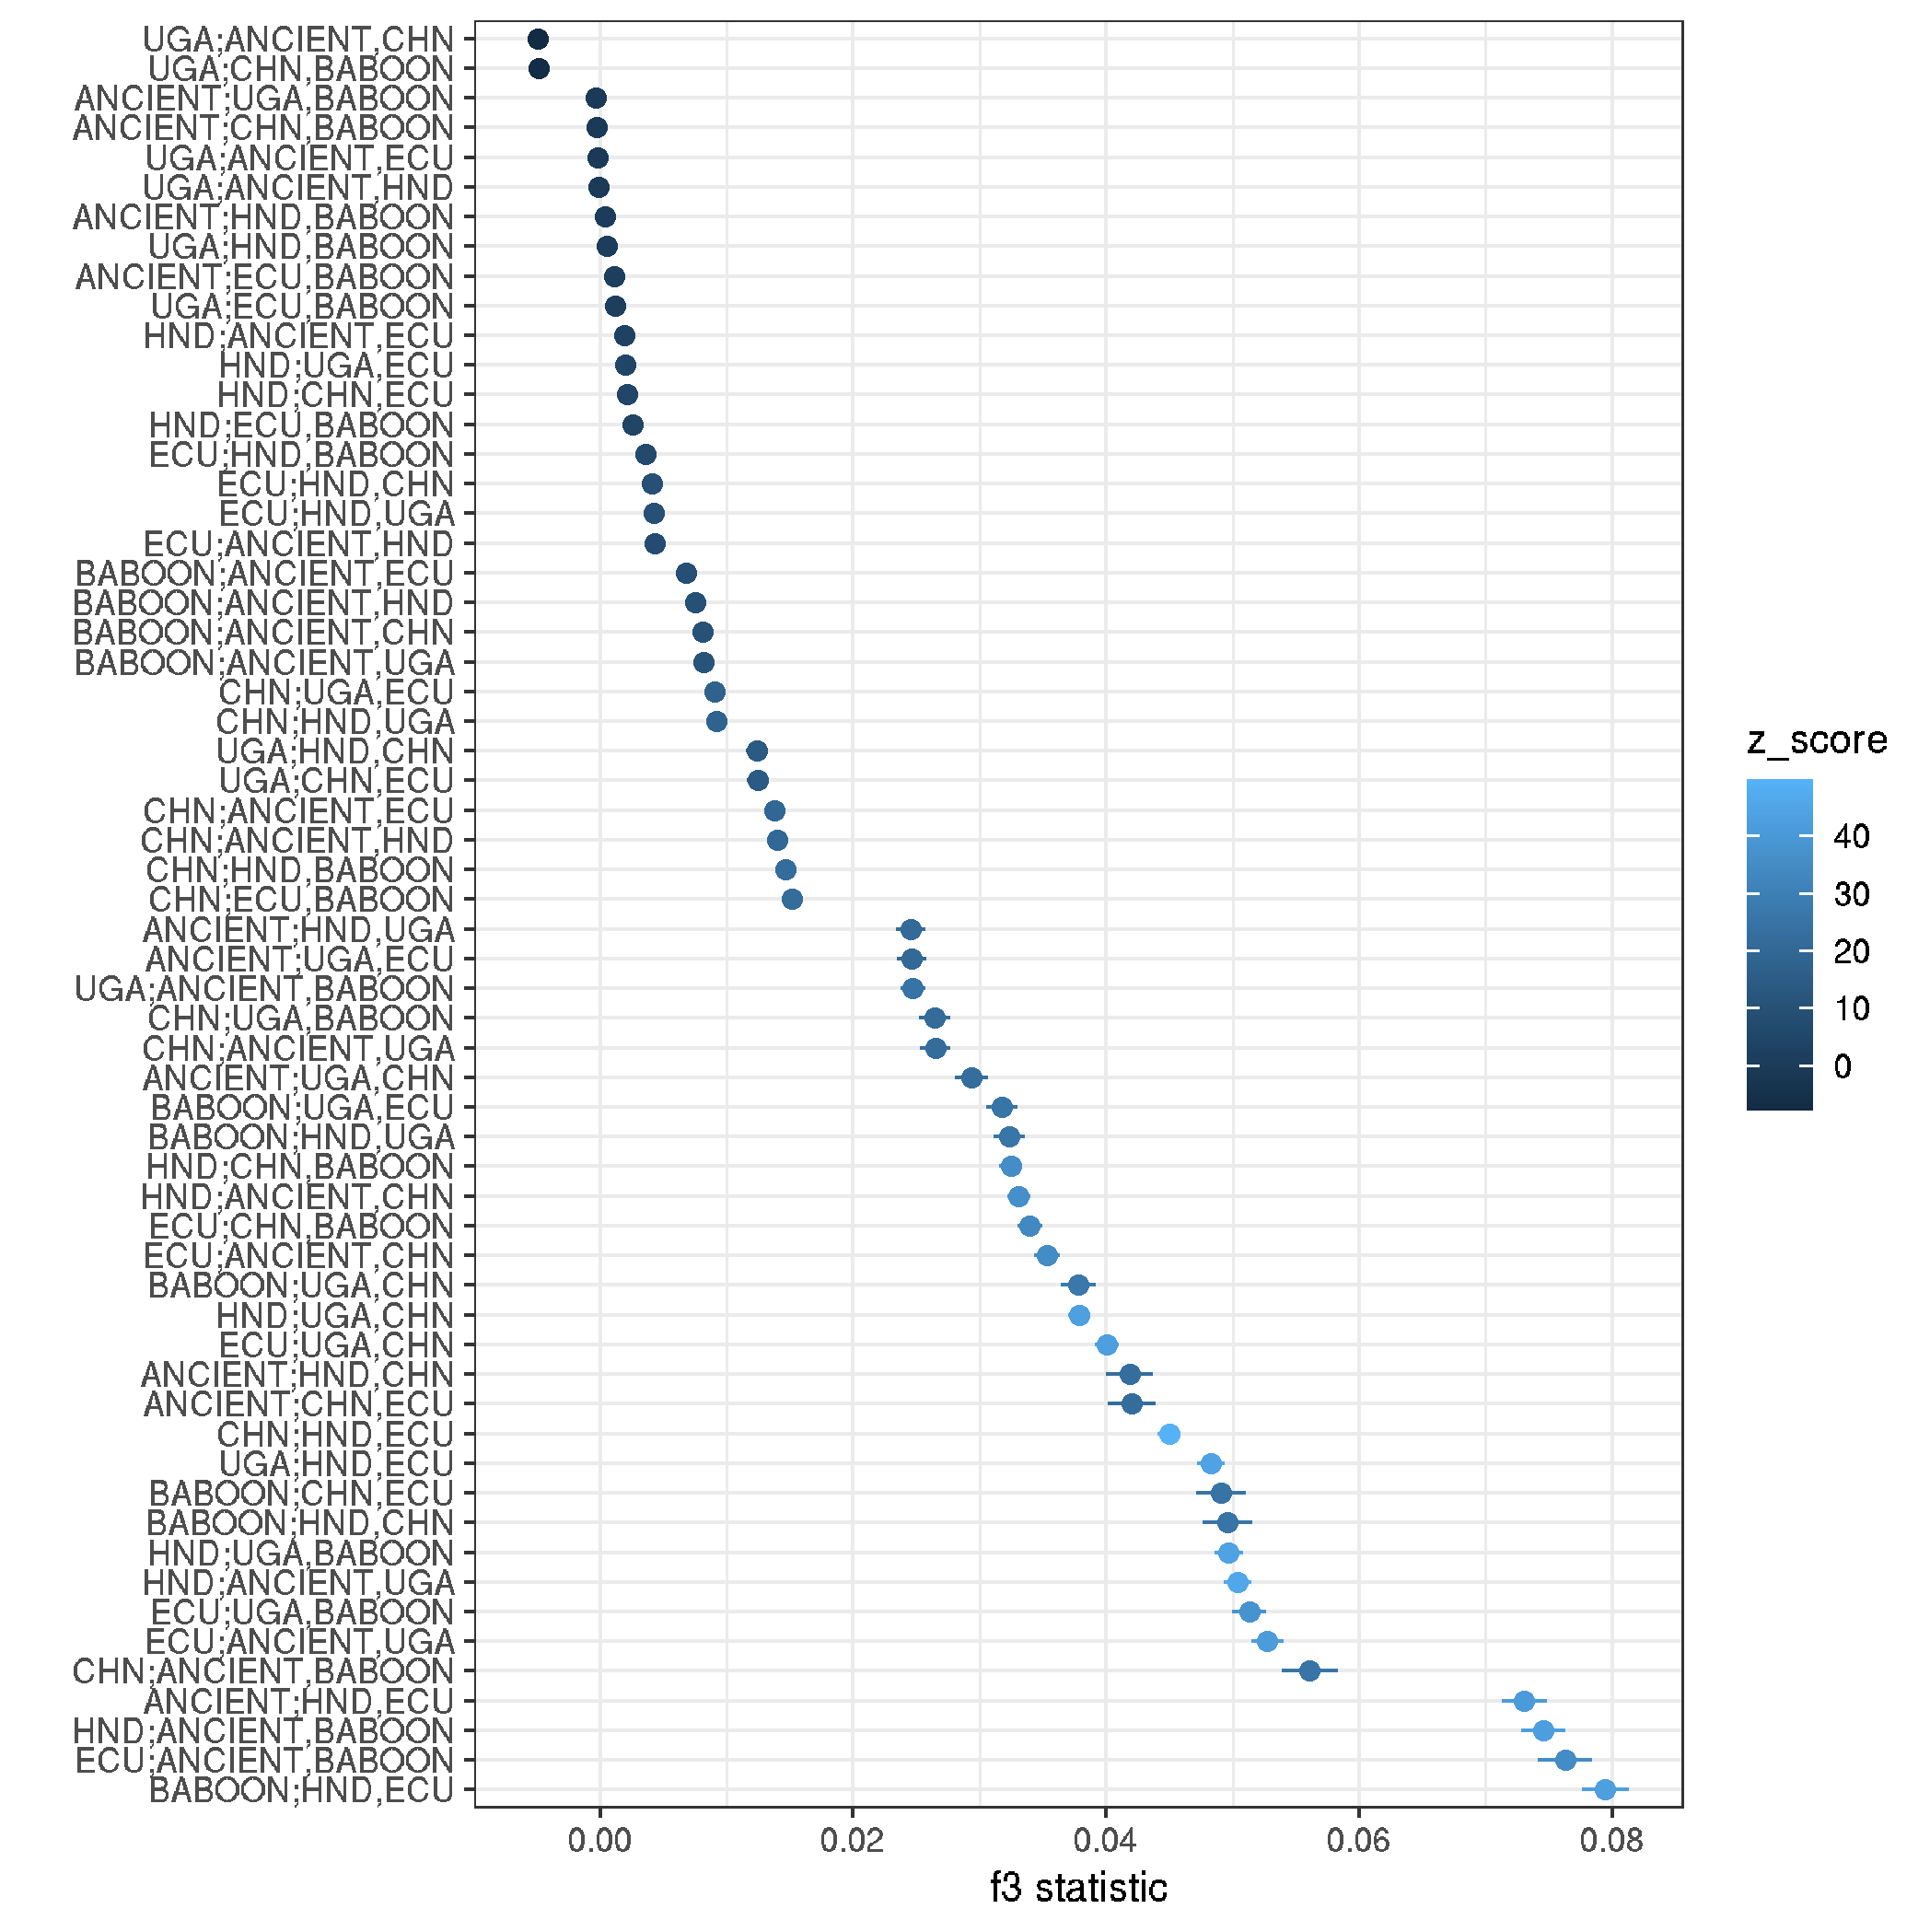 UGA;ANCIENT,CHN
UGA;CHN,BABOON
ANCIENT;UGA,BABOON
ANCIENT;CHN,BABOON
UGA;ANCIENT,ECU
UGA;ANCIENT,HND
ANCIENT;HND,BABOON
UGA;HND,BABOON
ANCIENT;ECU,BABOON
UGA;ECU,BABOON
HND;ANCIENT,ECU
HND;UGA,ECU
HND;CHN,ECU
HND;ECU,BABOON
ECU;HND,BABOON
ECU;HND,CHN
ECU;HND,UGA
ECU;ANCIENT,HND
BABOON;ANCIENT,ECU
BABOON;ANCIENT,HND
BABOON;ANCIENT,CHN
BABOON;ANCIENT,UGA
CHN;UGA,ECU
CHN;HND,UGA
UGA;HND,CHN
UGA;CHN,ECU
CHN;ANCIENT,ECU
CHN;ANCIENT,HND
CHN;HND,BABOON
CHN;ECU,BABOON
ANCIENT;HND,UGA
ANCIENT;UGA,ECU
UGA;ANCIENT,BABOON
CHN;UGA,BABOON
CHN;ANCIENT,UGA
ANCIENT;UGA,CHN
BABOON;UGA,ECU
BABOON;HND,UGA
HND;CHN,BABOON
HND;ANCIENT,CHN
ECU;CHN,BABOON
ECU;ANCIENT,CHN
BABOON;UGA,CHN
HND;UGA,CHN
ECU;UGA,CHN
ANCIENT;HND,CHN
ANCIENT;CHN,ECU
CHN;HND,ECU
UGA;HND,ECU
BABOON;CHN,ECU
BABOON;HND,CHN
HND;UGA,BABOON
HND;ANCIENT,UGA
ECU;UGA,BABOON
ECU;ANCIENT,UGA
CHN;ANCIENT,BABOON
ANCIENT;HND,ECU
HND;ANCIENT,BABOON
ECU;ANCIENT,BABOON
BABOON;HND,ECU
0.00 0.02 0.04 0.06 0.08
f3 statistic
z_score
40
30
20
10
0